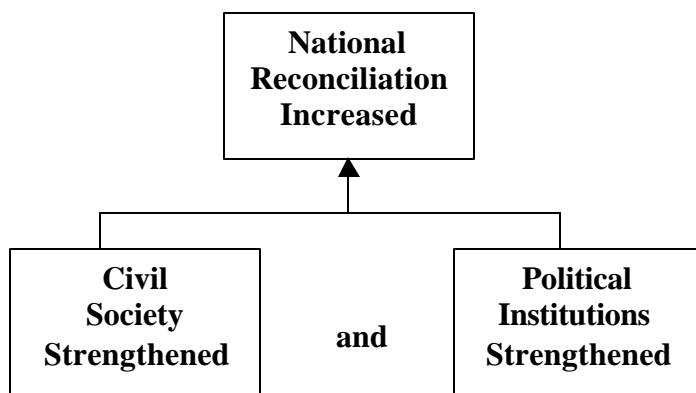 National
Reconciliation
Increased
Civil
Society
Strengthened
and
Political
Institutions
Strengthened